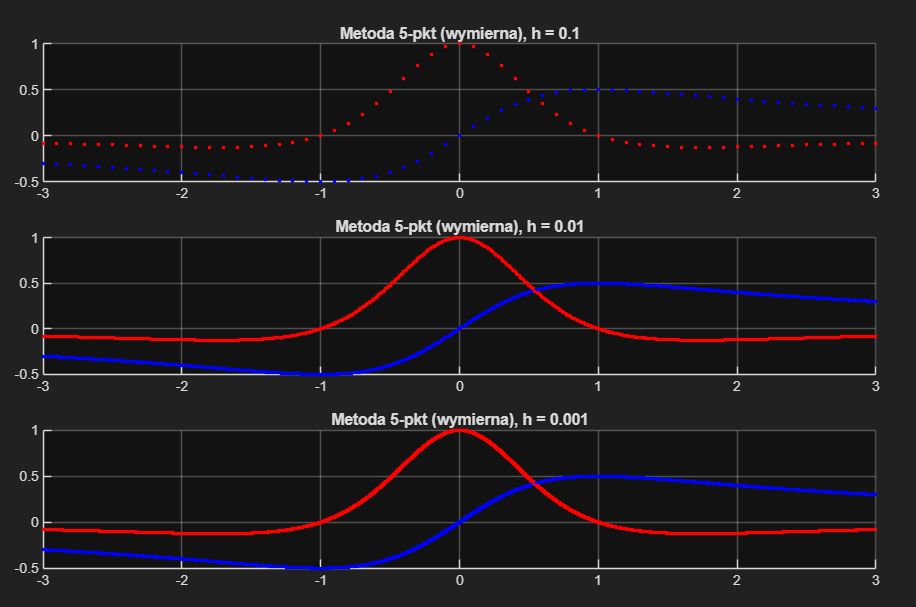 Metoda 5-pkt (wymierna), h = 0.1
1
0.5
0
-0.5
-3 -2 -1 0 1 2 3
Metoda 5-pkt (wymierna), h = 0.01
1
0.5
0
-0.5
-3 -2 -1 0 1 2 3
Metoda 5-pkt (wymierna), h = 0.001
1
0.5
0
-0.5
-3 -2 -1 0 1 2 3